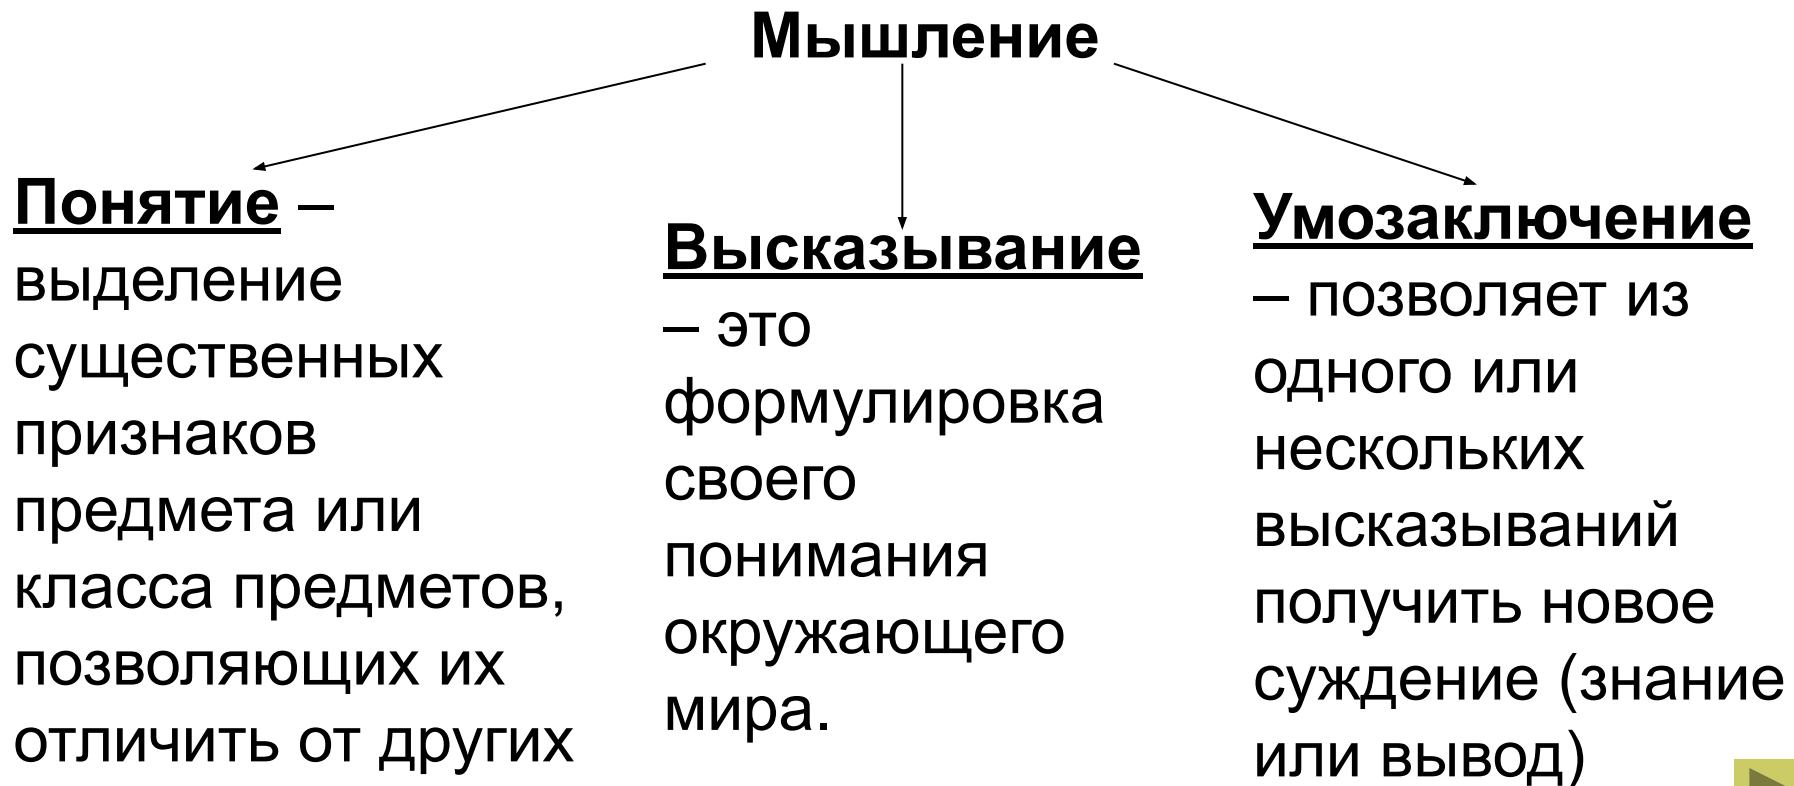 Мышление
Понятие –
выделение
существенных
признаков
предмета или
класса предметов,
позволяющих их
отличить от других
Высказывание
– это
формулировка
своего
понимания
окружающего
мира.
Умозаключение
– позволяет из
одного или
нескольких
высказываний
получить новое
суждение (знание
или вывод)